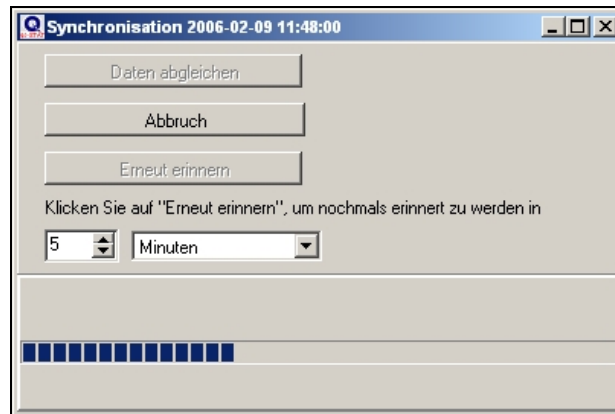 Synchronisation 2006-02-09 11:48:00
Daten abgleichen
Abbruch
Erneut erinnern
Klicken Sie auf "Erneut erinnern", um nochmals erinnert zu werden in
5 Minuten